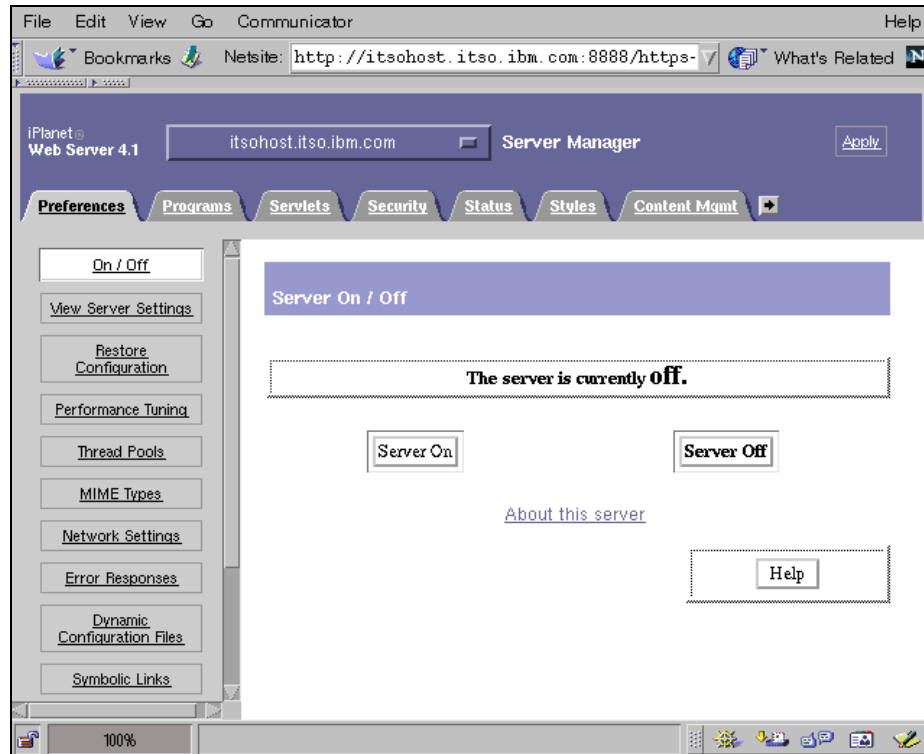 File Edit View Go Communicator Help
Bookmarks Netsite: http://itsohost.itso.ibm.com:8888/https- What's Related N
iPlanet®
Web Server 4.1 itsohost.itso.ibm.com Server Manager Apply
Preferences Programs Servlets Security Status Styles Content Mgmt
On / Off
View Server Settings
Restore
Configuration
Performance Tuning
Thread Pools
MIME Types
Network Settings
Error Responses
Dynamic
Configuration Files
Symbolic Links
Server On / Off
The server is currently off.
Server On Server Off
About this server
Help
100%